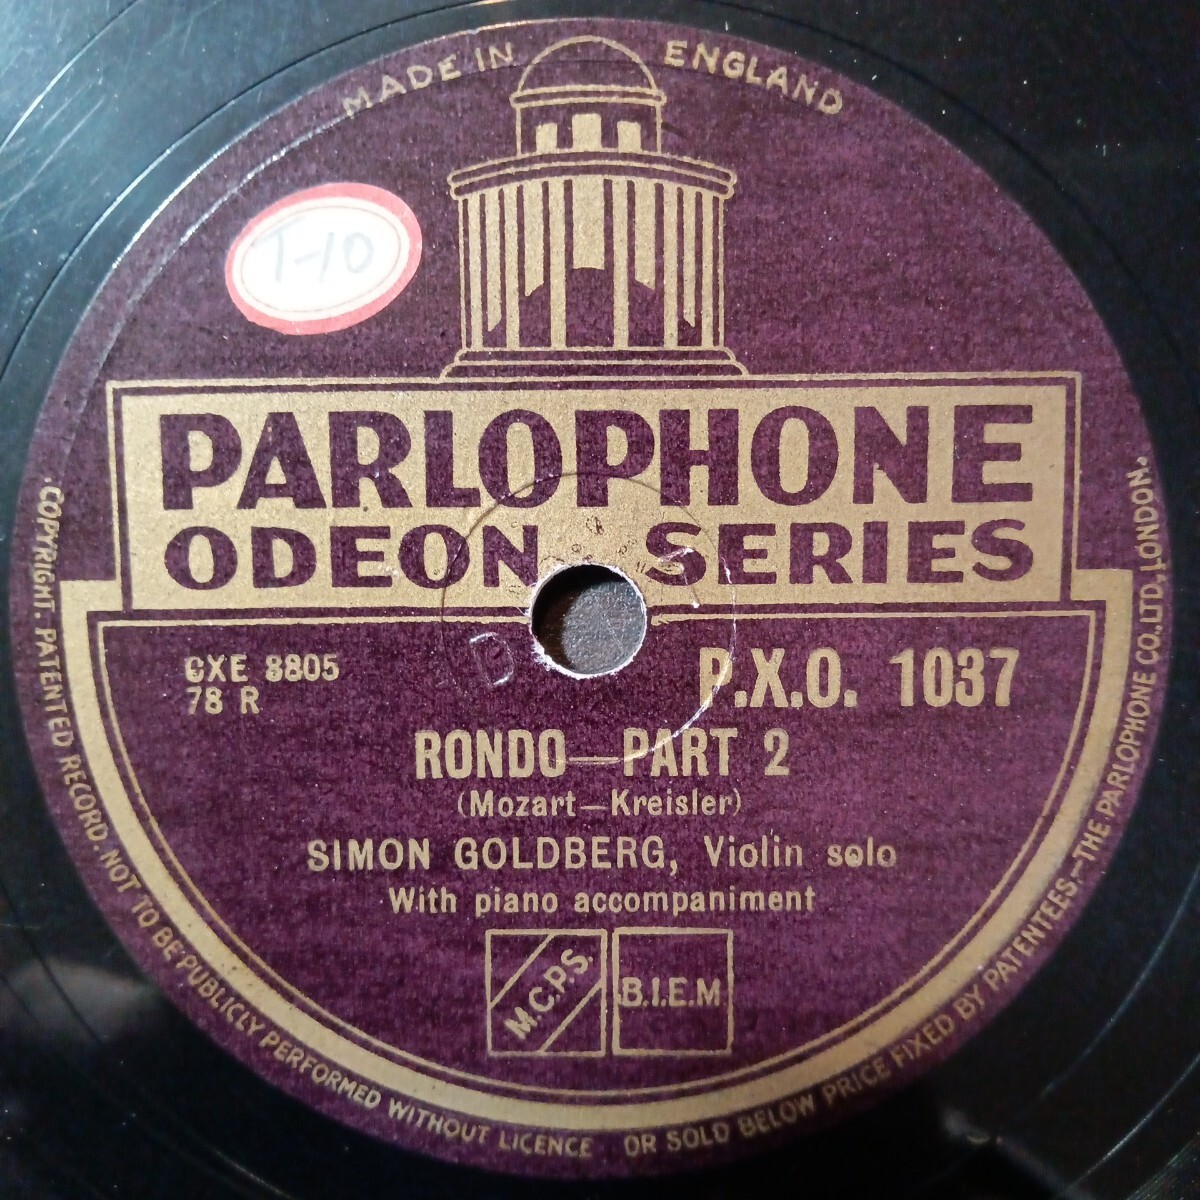 MADE IN ENGLAND
T-10
PARLOPHONE
ODEON SERIES
CXE 8805
78 R
P.X.O. 1037
RONDO—PART 2
(Mozart—Kreisler)
SIMON GOLDBERG, Violin solo
With piano accompaniment
M.C.P.S.
B.I.E.M
·COPYRIGHT. PATENTED RECORD. NOT TO BE PUBLICLY PERFORMED WITHOUT LICENCE OR SOLD BELOW PRICE FIXED BY PATENTEES.—THE PARLOPHONE CO., LTD, LONDON.